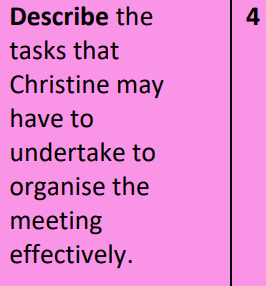 Describe the 4
tasks that
Christine may
have to
undertake to
organise the
meeting
effectively.